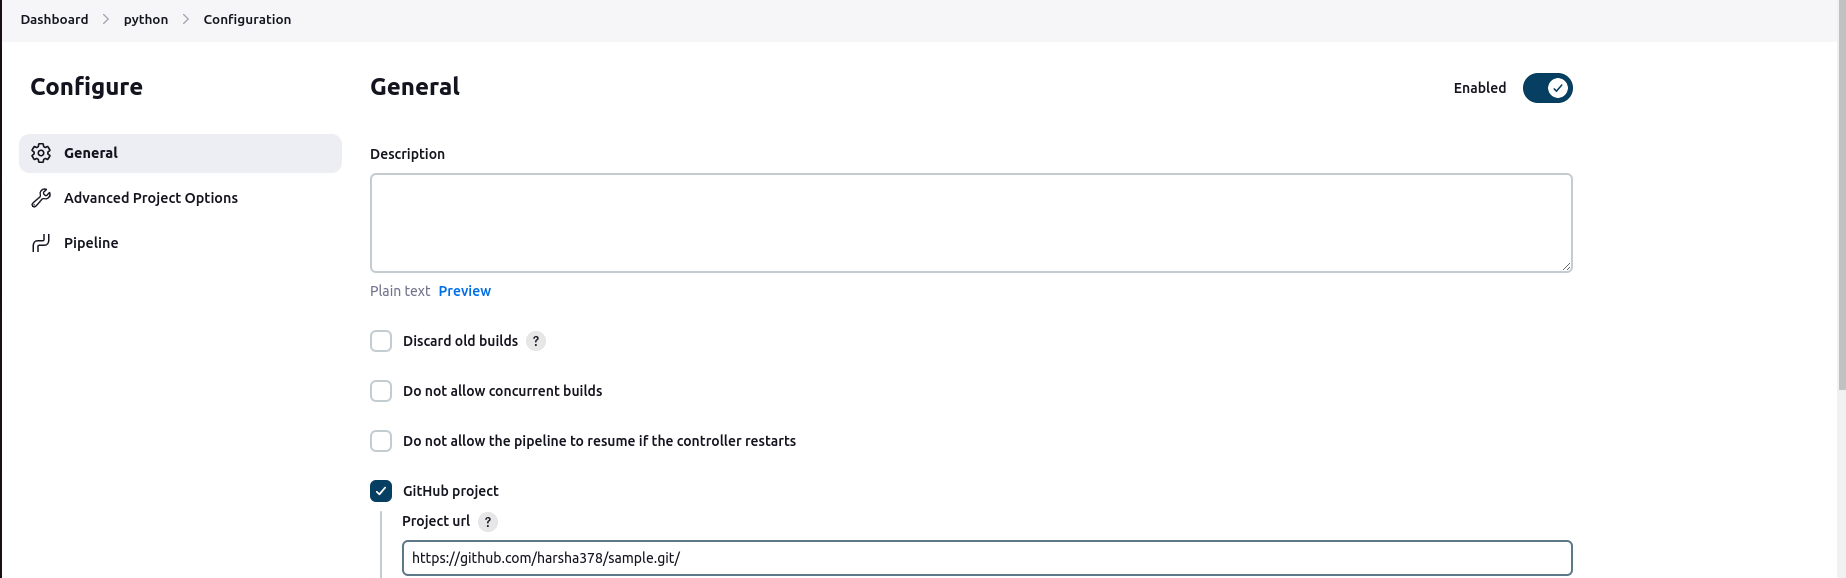 Dashboard > python > Configuration
Configure
General
Advanced Project Options
Pipeline
General
Enabled
Description
Plain text Preview
Discard old builds ?
Do not allow concurrent builds
Do not allow the pipeline to resume if the controller restarts
GitHub project
Project url ?
https://github.com/harsha378/sample.git/